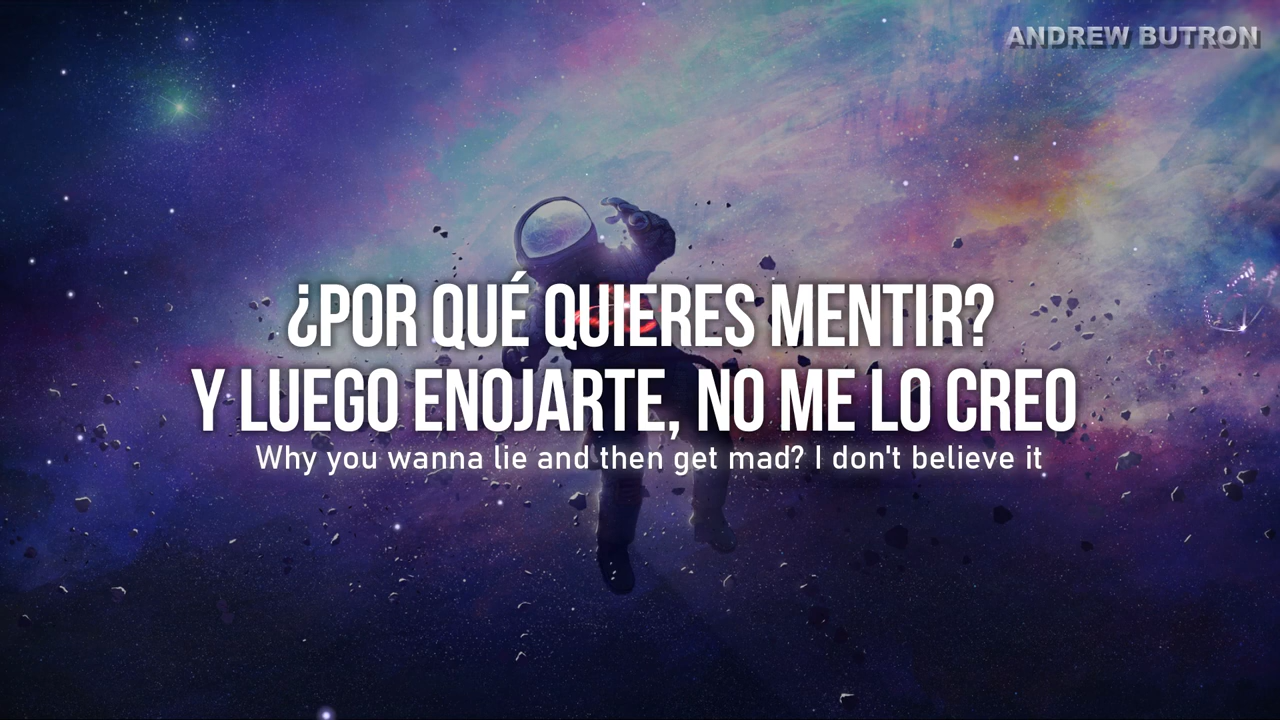 ANDREW BUTRON
¿POR QUÉ QUIERES MENTIR?
Y LUEGO ENOJARTE, NO ME LO CREO
Why you wanna lie and then get mad? I don't believe it